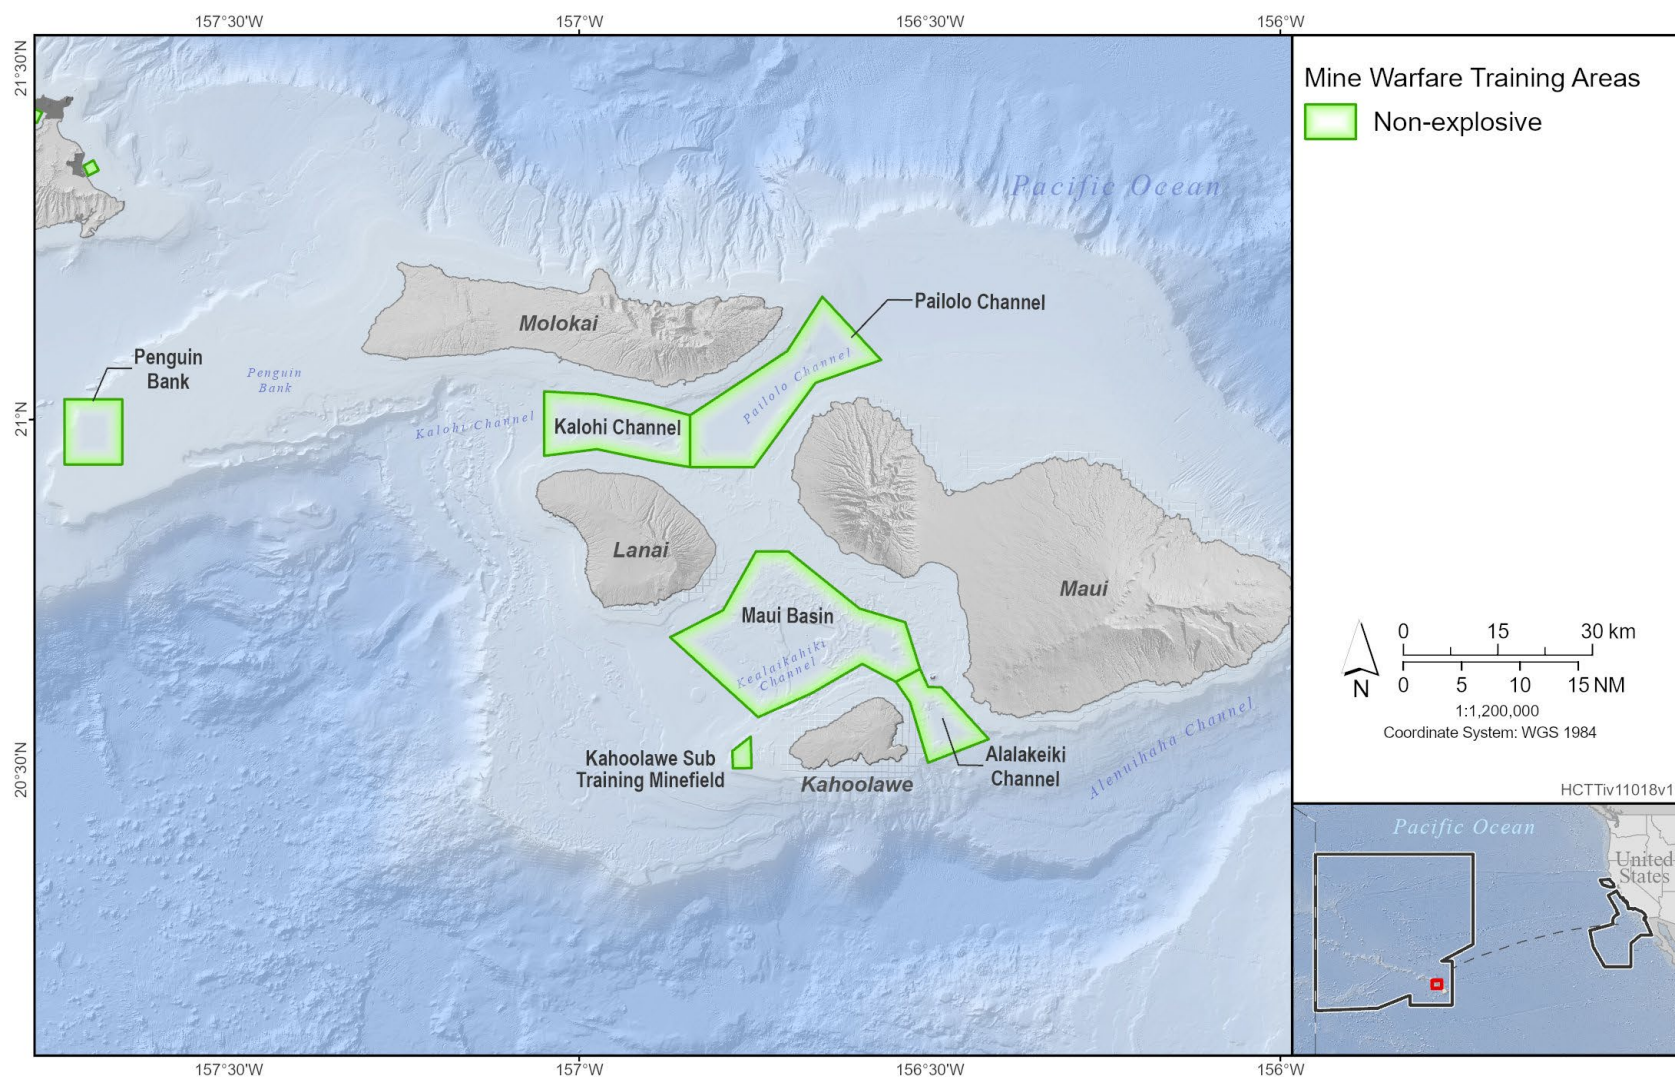 157°30'W
157°W
156°30'W
156°W
21°30'N
21°N
20°30'N
Pacific Ocean
Molokai
Pailolo Channel
Pailolo Channel
Penguin
Bank
Penguin
Bank
Kalohi Channel
Kalohi Channel
Lanai
Maui
Maui Basin
Kealaikahiki
Channel
Kahoolawe Sub
Training Minefield
Kahoolawe
Alalakeiki
Channel
Alenuihaha Channel
157°30'W
157°W
156°30'W
156°W
Mine Warfare Training Areas
Non-explosive
N
0 15 30 km
0 5 10 15 NM
1:1,200,000
Coordinate System: WGS 1984
HCTTiv11018v1
Pacific Ocean
United
States